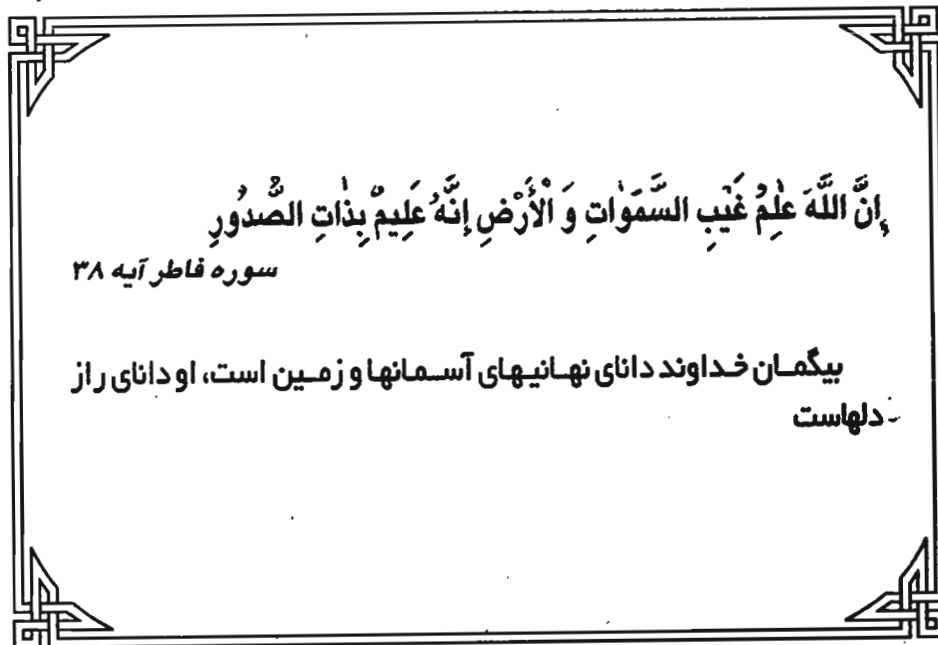 إِنَّ اللَّهَ عٰلِمُ غَيْبِ السَّمَوٰاتِ وَ الْأَرْضِ إِنَّهُ عَلِيمٌ بِذٰاتِ الصُّدُورِ
سوره فاطر آیه ۳۸
بیگمان خداوند دانای نهانیهای آسمانها و زمین است، او دانای راز
دلهاست